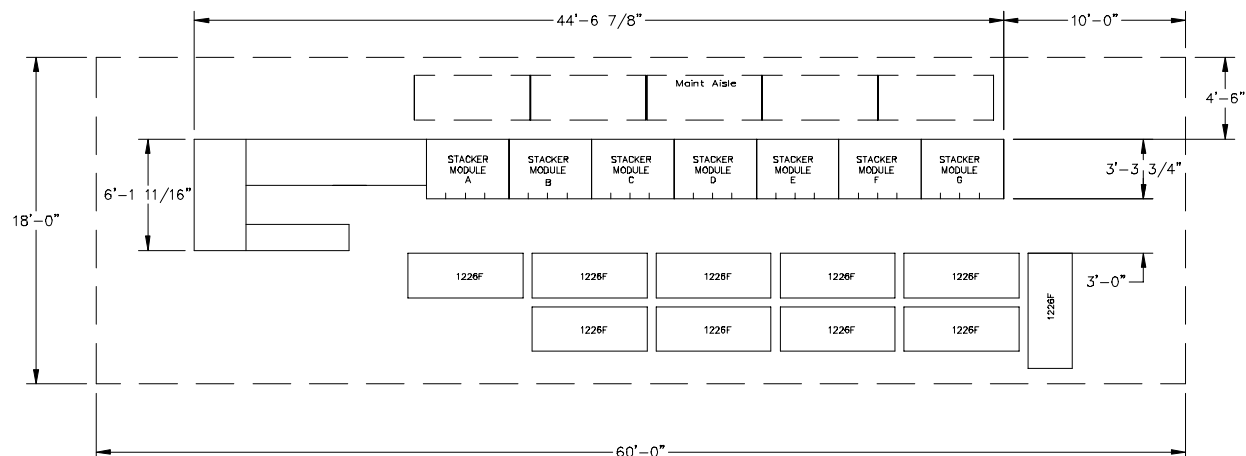 44'-6 7/8"
10'-0"
Maint Aisle
4'-6"
STACKER
MODULE
A
STACKER
MODULE
B
STACKER
MODULE
C
STACKER
MODULE
D
STACKER
MODULE
E
STACKER
MODULE
F
STACKER
MODULE
G
3'-3 3/4"
6'-1 11/16"
18'-0"
1226F
1226F
1226F
1226F
1226F
3'-0"
1226F
1226F
1226F
1226F
1226F
60'-0"